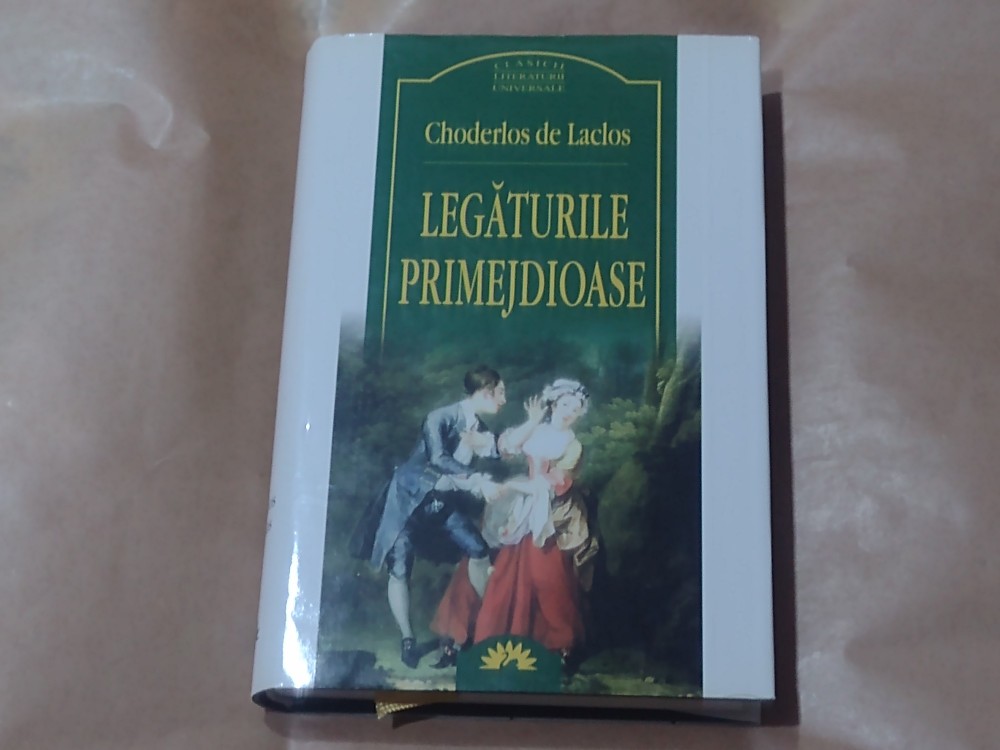 CLASICII
LITERATURII
UNIVERSALE
Choderlos de Laclos
LEGĂTURILE
PRIMEJDIOASE